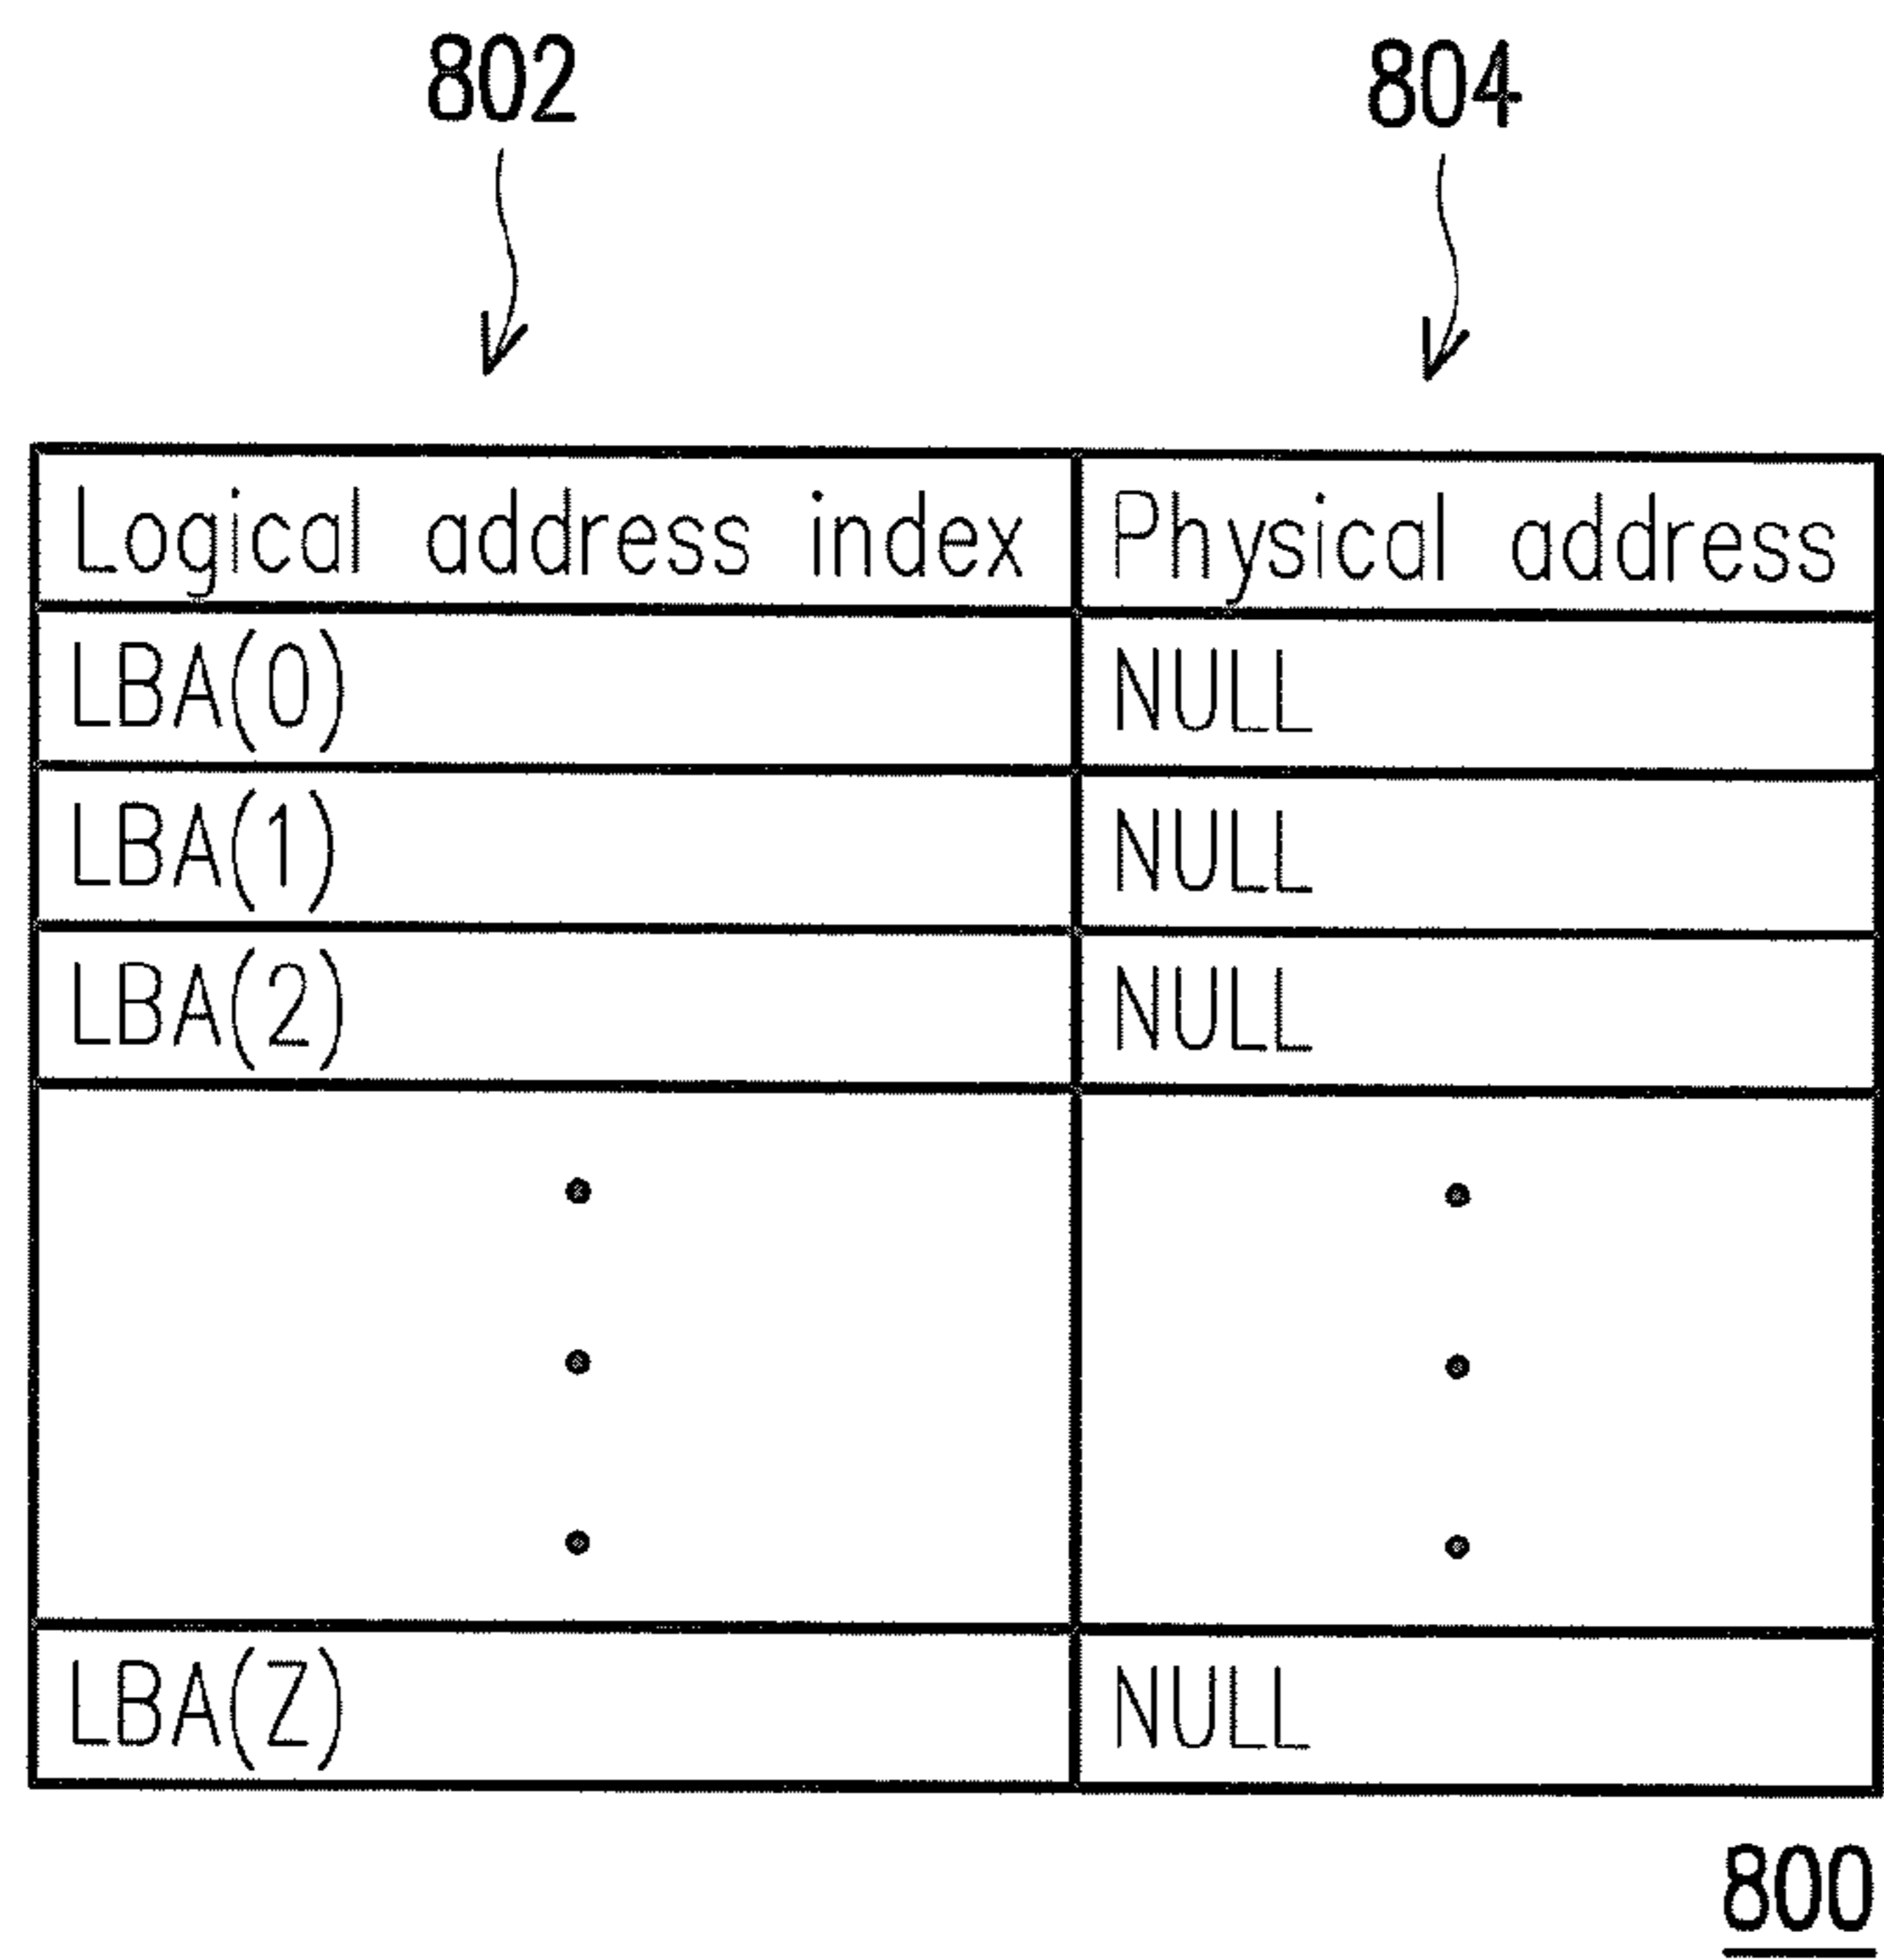 802 804
Logical address index Physical address
LBA(0) NULL
LBA(1) NULL
LBA(2) NULL
LBA(Z) NULL
800